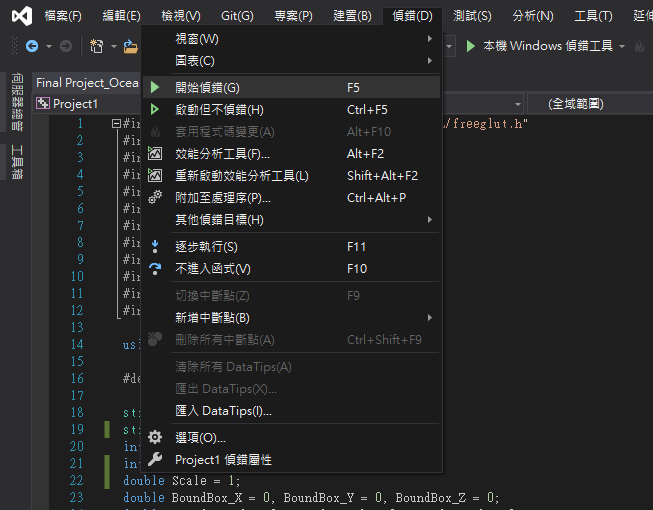 檔案(F) 編輯(E) 檢視(V) Git(G) 專案(P) 建置(B) 偵錯(D) 測試(S) 分析(N) 工具(T) 延伸
本機 Windows 偵錯工具
伺服器總管
工具箱
Final Project_Ocea
Project1 (全域範圍)
視窗(W)
圖表(C)
開始偵錯(G) F5
啟動但不偵錯(H) Ctrl+F5
套用程式碼變更(A) Alt+F10
效能分析工具(F)... Alt+F2
重新啟動效能分析工具(L) Shift+Alt+F2
附加至處理序(P)... Ctrl+Alt+P
其他偵錯目標(H)
逐步執行(S) F11
不進入函式(V) F10
切換中斷點(Z) F9
新增中斷點(B)
刪除所有中斷點(A) Ctrl+Shift+F9
清除所有 DataTips(A)
匯出 DataTips(X)...
匯入 DataTips(I)...
選項(O)...
Project1 偵錯屬性
1 #in /freeglut.h"
2 #in
3 #in
4 #in
5 #in
6 #in
7 #in
8 #in
9 #in
10 #in
11 #in
12 #in
13
14 usi
15
16 #de
17
18 st
19 st
20 int
21 int
22 double Scale = 1;
23 double BoundBox_X = 0, BoundBox_Y = 0, BoundBox_Z = 0;